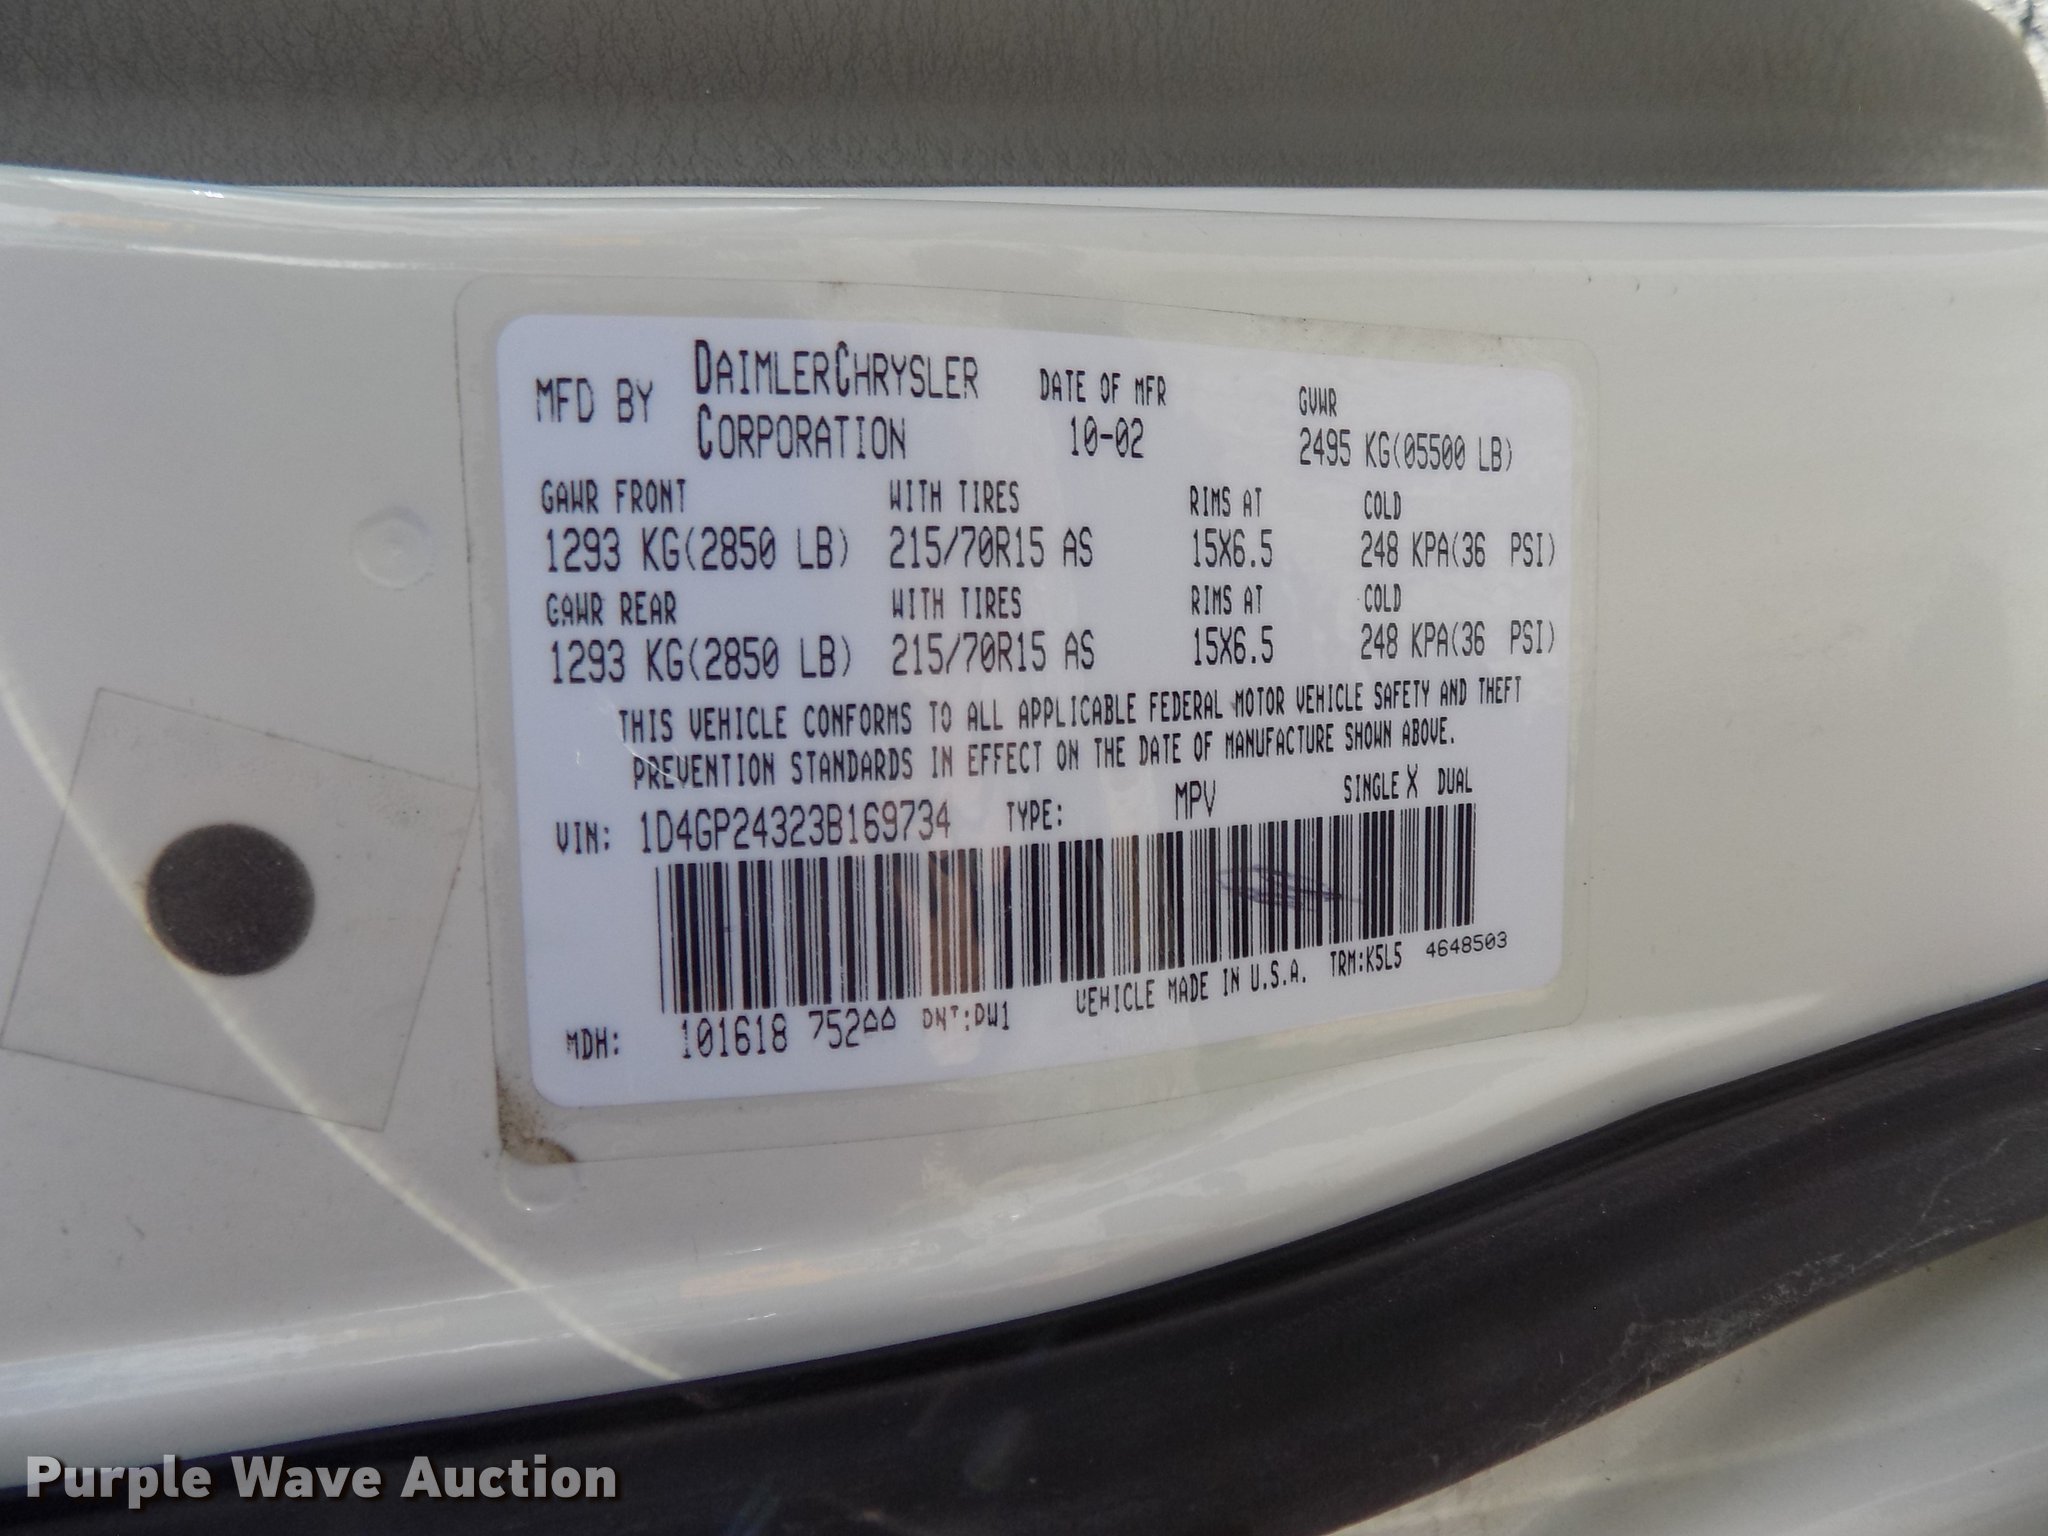 MFD BY DAIMLERCHRYSLER CORPORATION
DATE OF MFR
10-02
GVWR
2495 KG(05500 LB)
GAWR FRONT WITH TIRES RIMS AT COLD
1293 KG(2850 LB) 215/70R15 AS 15X6.5 248 KPA(36 PSI)
GAWR REAR WITH TIRES RIMS AT COLD
1293 KG(2850 LB) 215/70R15 AS 15X6.5 248 KPA(36 PSI)
THIS VEHICLE CONFORMS TO ALL APPLICABLE FEDERAL MOTOR VEHICLE SAFETY AND THEFT
PREVENTION STANDARDS IN EFFECT ON THE DATE OF MANUFACTURE SHOWN ABOVE.
VIN: 1D4GP24323B169734 TYPE: MPV SINGLE X DUAL
MDH: 101618 752 PNT:PW1 VEHICLE MADE IN U.S.A. TRM:K5L5 4648503
Purple Wave Auction